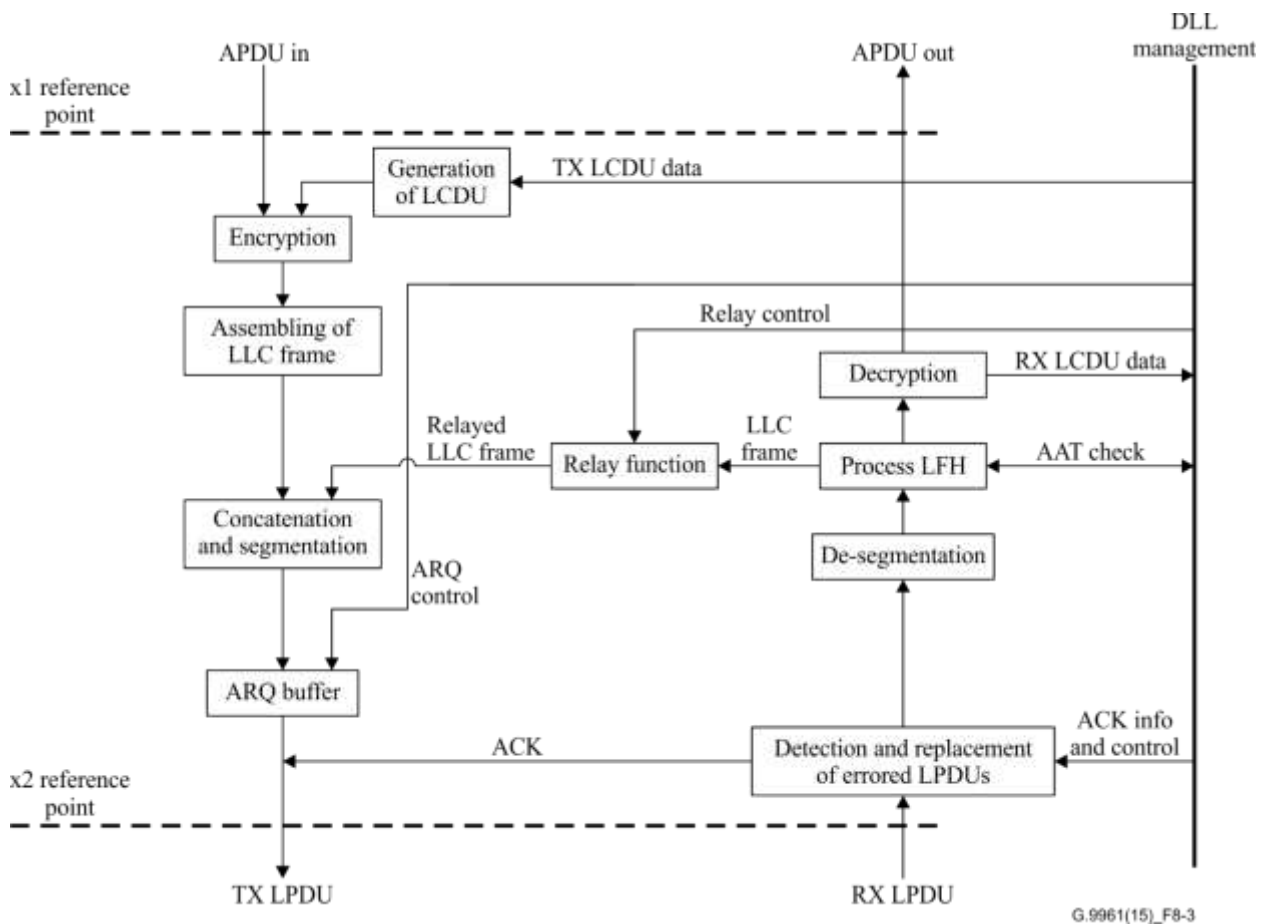 DLL
management
APDU in
APDU out
x1 reference
point
Generation
of LCDU
TX LCDU data
Encryption
Assembling of
LLC frame
Relay control
Decryption
RX LCDU data
Relayed
LLC frame
LLC
frame
Relay function
Process LFH
AAT check
Concatenation
and segmentation
De-segmentation
ARQ
control
ARQ buffer
ACK
Detection and replacement
of errored LPDUs
ACK info
and control
x2 reference
point
TX LPDU
RX LPDU
G.9961(15)_F8-3